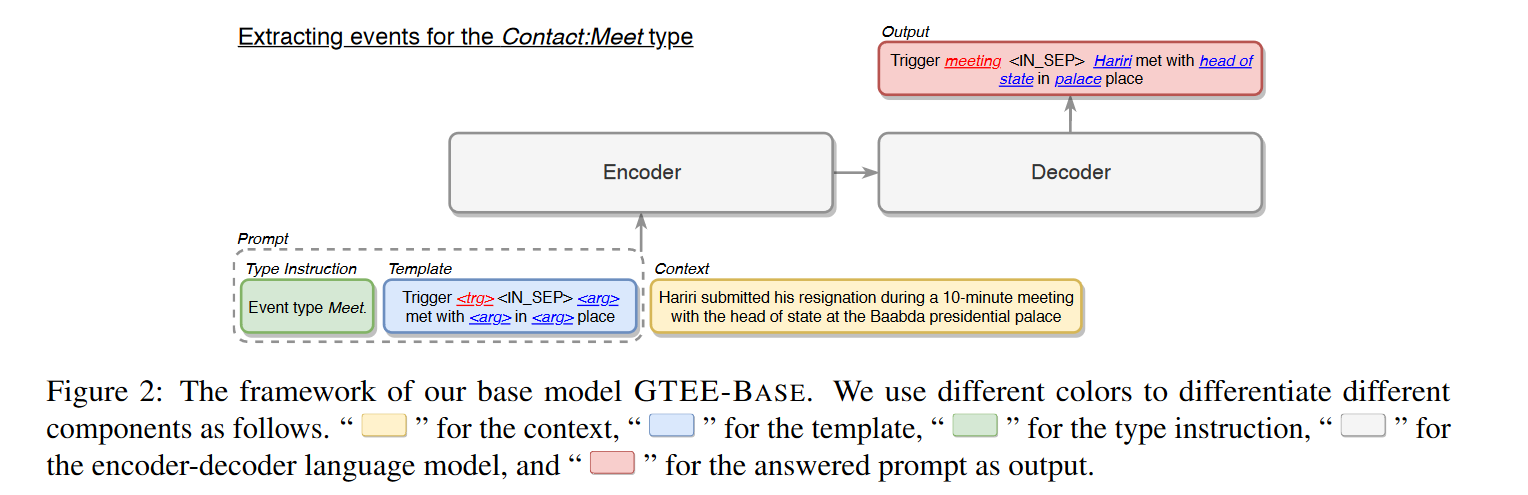 Extracting events for the Contact:Meet type
Output
Trigger meeting <IN_SEP> Hariri met with head of
state in palace place
Encoder
Decoder
Prompt
Type Instruction
Event type Meet.
Template
Trigger <trg> <IN_SEP> <arg>
met with <arg> in <arg> place
Context
Hariri submitted his resignation during a 10-minute meeting
with the head of state at the Baabda presidential palace
Figure 2: The framework of our base model GTEE-BASE. We use different colors to differentiate different
components as follows. “ ” for the context, “ ” for the template, “ ” for the type instruction, “ ” for
the encoder-decoder language model, and “ ” for the answered prompt as output.